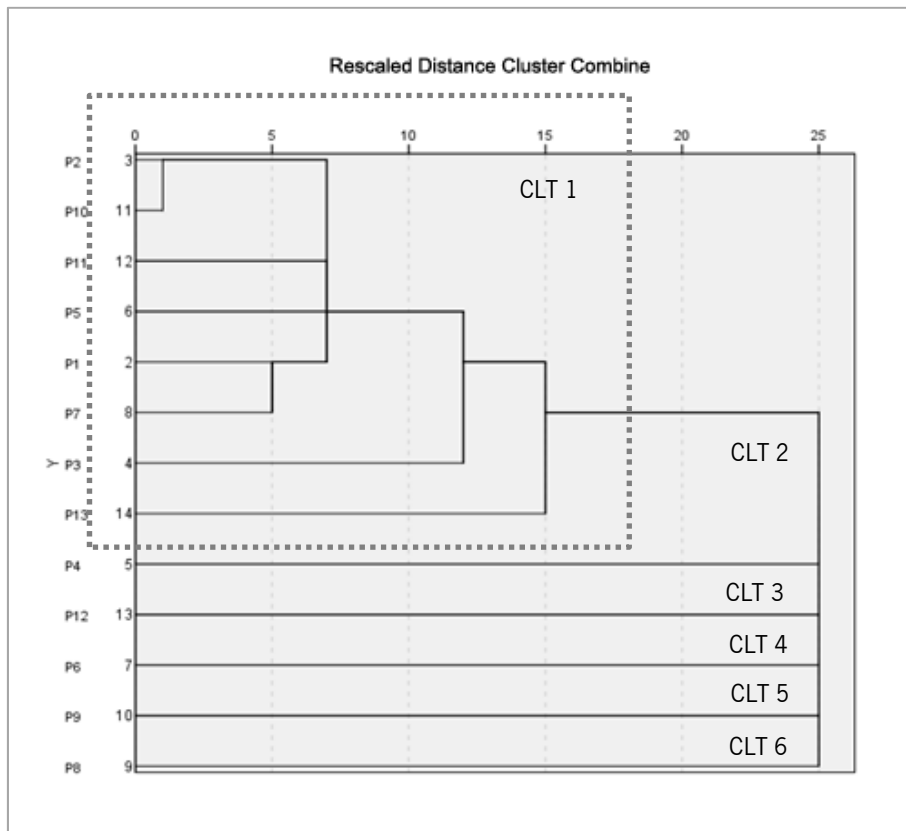 Rescaled Distance Cluster Combine
0 5 10 15 20 25
P2 3
CLT 1
P10 11
P11 12
P5 6
P1 2
P7 8
CLT 2
Y P3 4
P13 14
P4 5
CLT 3
P12 13
CLT 4
P6 7
CLT 5
P9 10
CLT 6
P8 9